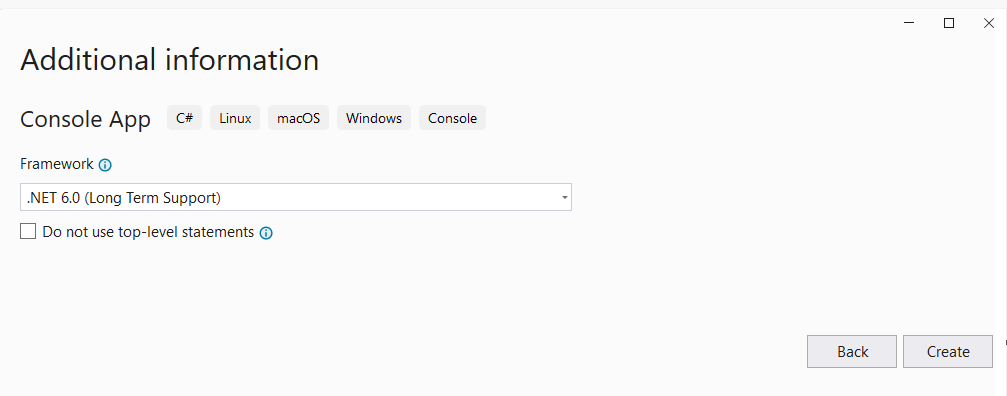 Additional information
Console App C# Linux macOS Windows Console
Framework
.NET 6.0 (Long Term Support)
Do not use top-level statements
Back Create